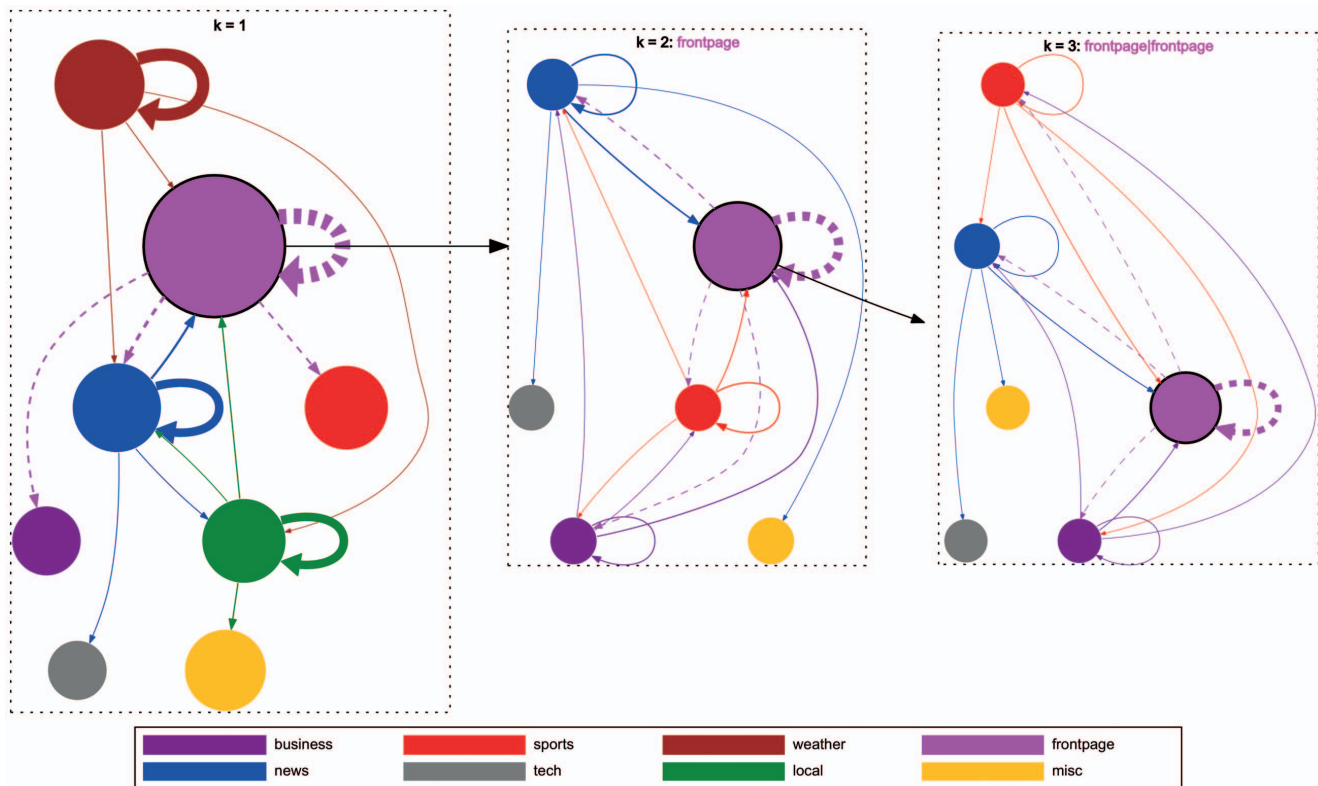 k = 1
k = 2: frontpage
k = 3: frontpage|frontpage
business sports weather frontpage
news tech local misc